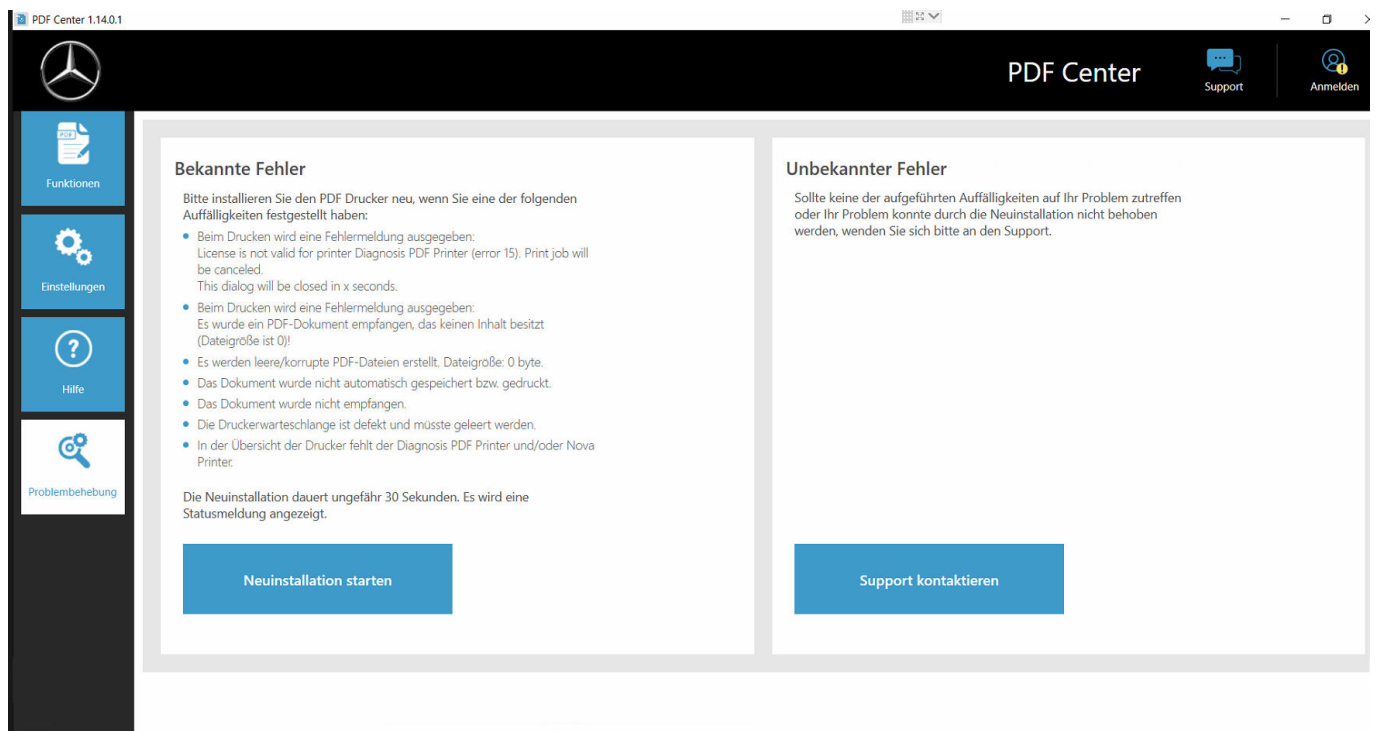 PDF Center 1.14.0.1
PDF Center
Support
Anmelden
PDF
Funktionen
Einstellungen
Hilfe
Problembehebung
Bekannte Fehler
Bitte installieren Sie den PDF Drucker neu, wenn Sie eine der folgenden
Auffälligkeiten festgestellt haben:
Beim Drucken wird eine Fehlermeldung ausgegeben:
License is not valid for printer Diagnosis PDF Printer (error 15). Print job will
be canceled.
This dialog will be closed in x seconds.
Beim Drucken wird eine Fehlermeldung ausgegeben:
Es wurde ein PDF-Dokument empfangen, das keinen Inhalt besitzt
(Dateigröße ist 0)!
Es werden leere/korrupte PDF-Dateien erstellt. Dateigröße: 0 byte.
Das Dokument wurde nicht automatisch gespeichert bzw. gedruckt.
Das Dokument wurde nicht empfangen.
Die Druckerwarteschlange ist defekt und müsste geleert werden.
In der Übersicht der Drucker fehlt der Diagnosis PDF Printer und/oder Nova
Printer.
Die Neuinstallation dauert ungefähr 30 Sekunden. Es wird eine
Statusmeldung angezeigt.
Neuinstallation starten
Unbekannter Fehler
Sollte keine der aufgeführten Auffälligkeiten auf Ihr Problem zutreffen
oder Ihr Problem konnte durch die Neuinstallation nicht behoben
werden, wenden Sie sich bitte an den Support.
Support kontaktieren